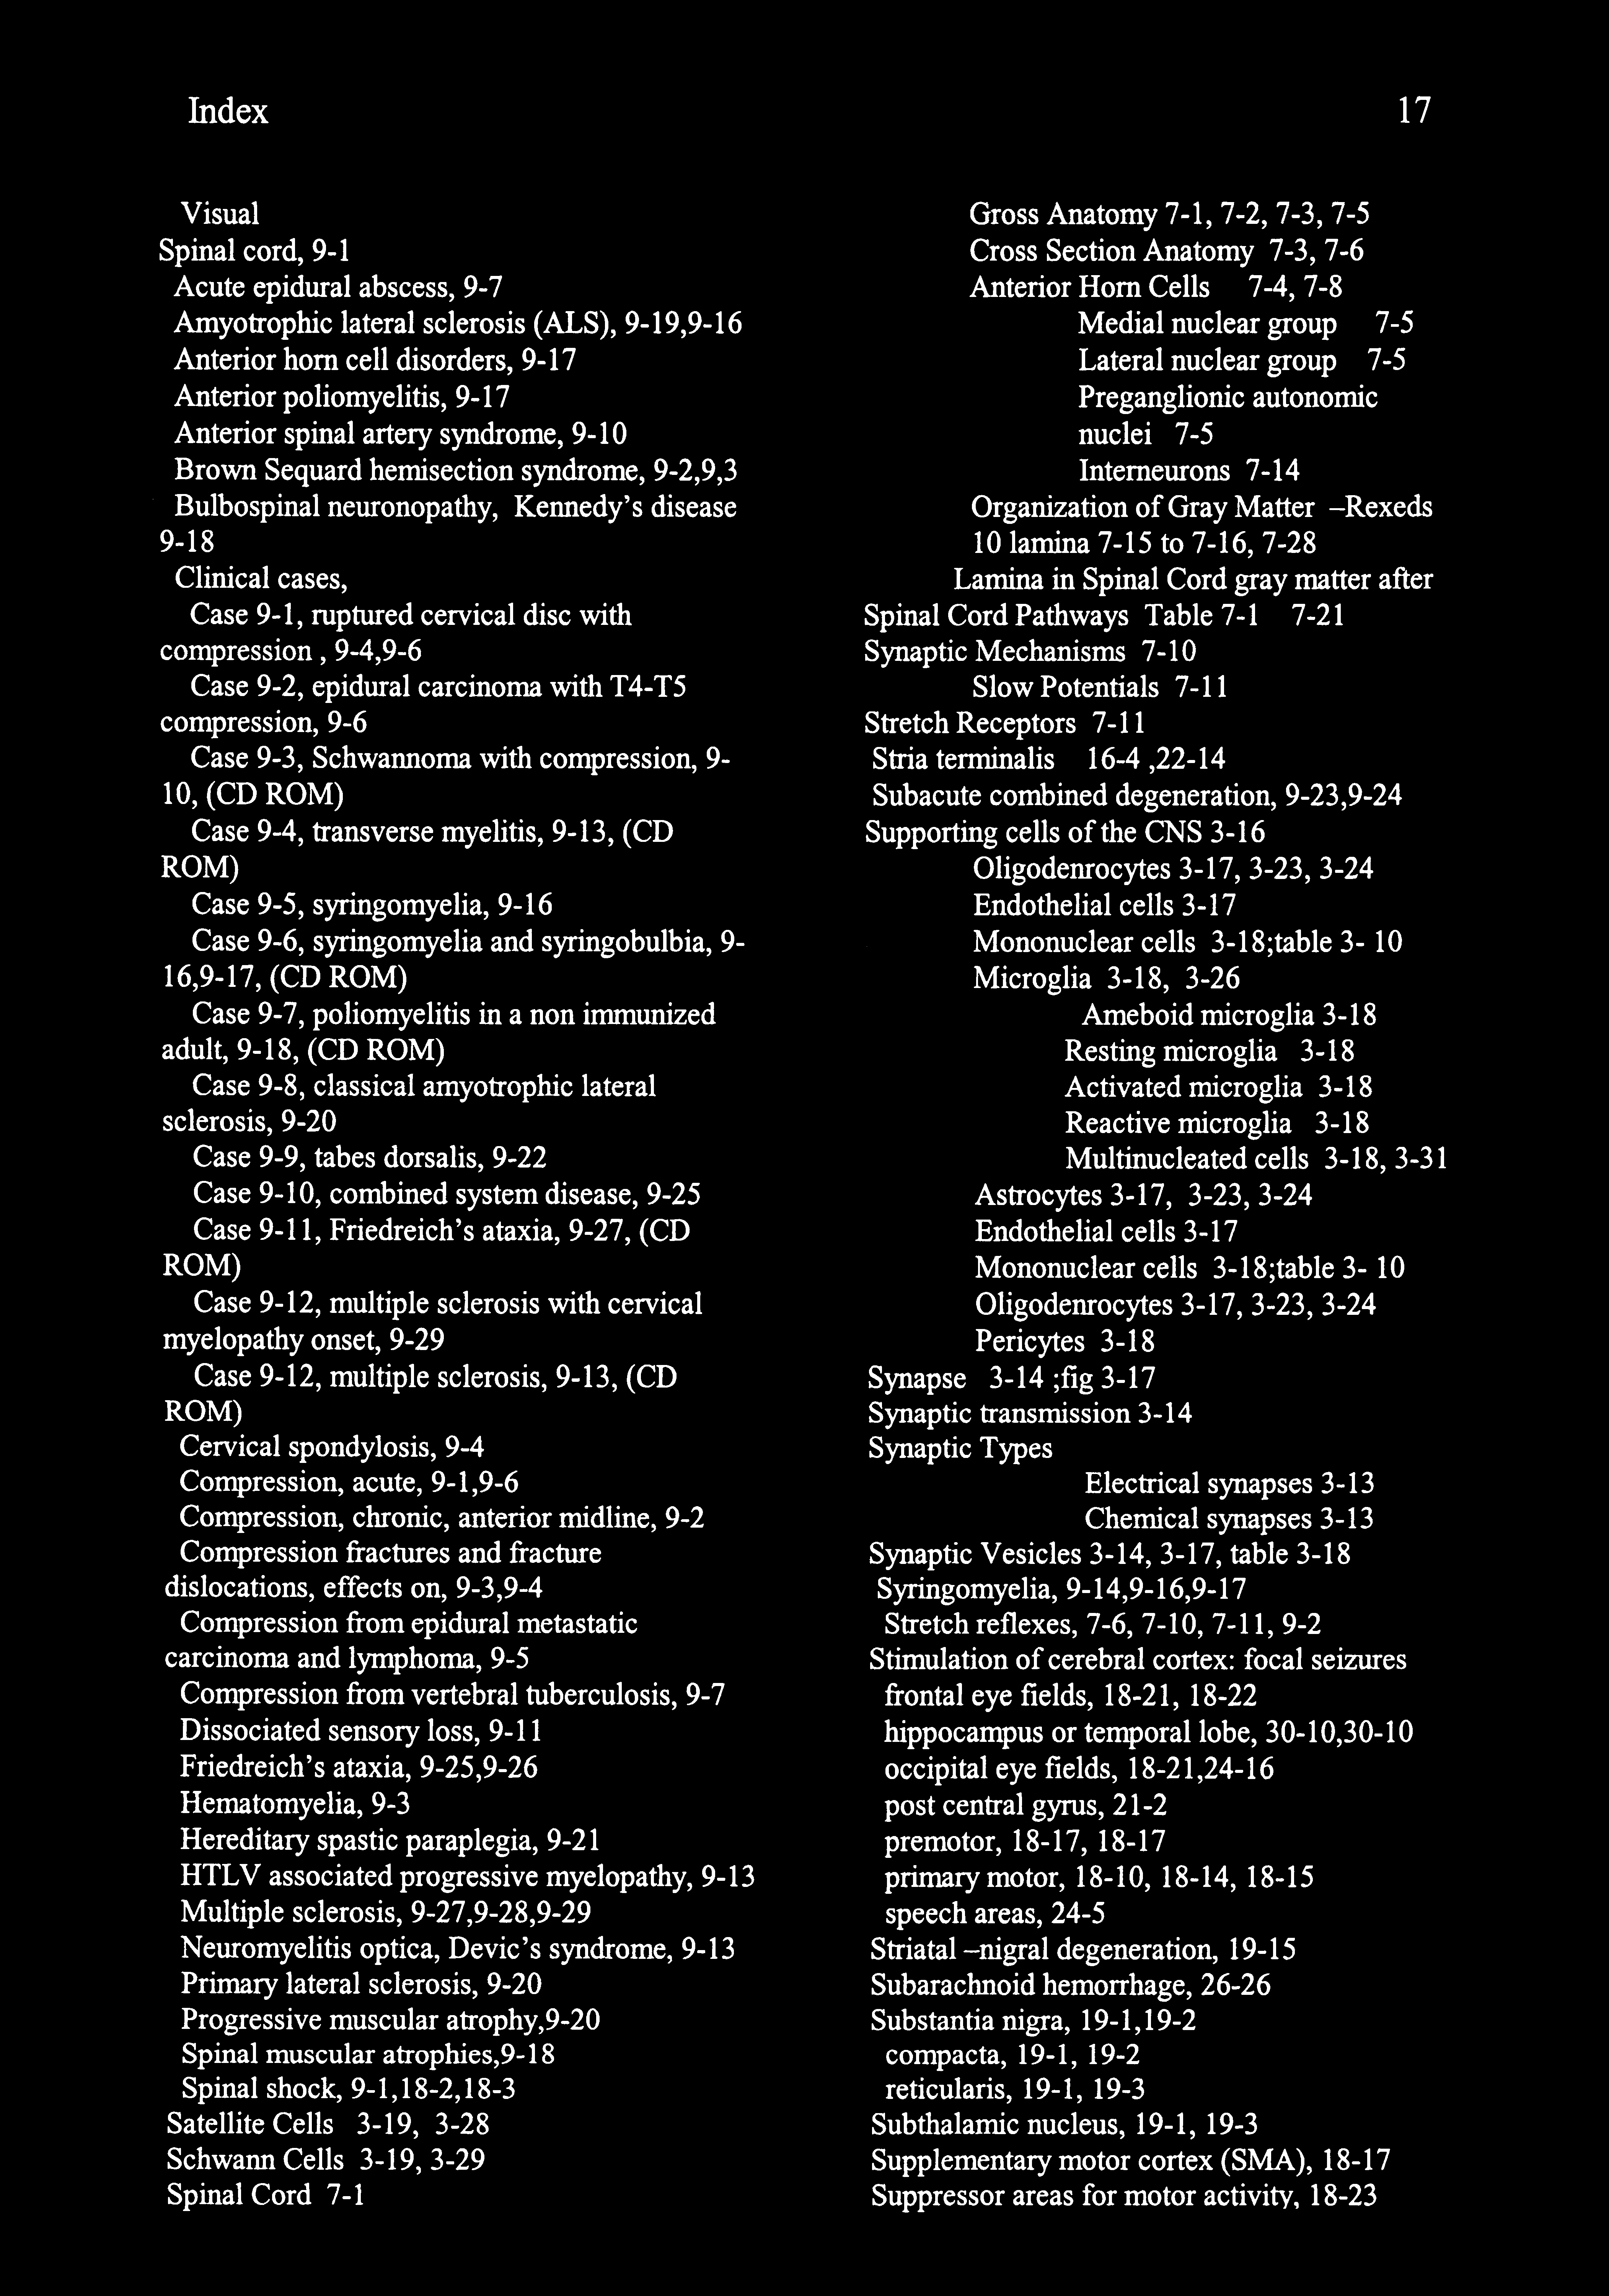 Index 17
Visual
Spinal cord, 9-1
Acute epidural abscess, 9-7
Amyotrophic lateral sclerosis (ALS), 9-19,9-16
Anterior horn cell disorders, 9-17
Anterior poliomyelitis, 9-17
Anterior spinal artery syndrome, 9-10
Brown Sequard hemisection syndrome, 9-2,9,3
Bulbospinal neuronopathy, Kennedy's disease
9-18
Clinical cases,
Case 9-1, ruptured cervical disc with
compression , 9-4,9-6
Case 9-2, epidural carcinoma with T4-T5
compression, 9-6
Case 9-3, Schwannoma with compression, 9-
10, (CD ROM)
Case 9-4, transverse myelitis, 9-13, (CD
ROM)
Case 9-5, syringomyelia, 9-16
Case 9-6, syringomyelia and syringobulbia, 9-
16,9-17, (CD ROM)
Case 9-7, poliomyelitis in a non immunized
adult, 9-18, (CD ROM)
Case 9-8, classical amyotrophic lateral
sclerosis, 9-20
Case 9-9, tabes dorsalis, 9-22
Case 9-10, combined system disease, 9-25
Case 9-11, Friedreich's ataxia, 9-27, (CD
ROM)
Case 9-12, multiple sclerosis with cervical
myelopathy onset, 9-29
Case 9-12, multiple sclerosis, 9-13, (CD
ROM)
Cervical spondylosis, 9-4
Compression, acute, 9-1,9-6
Compression, chronic, anterior midline, 9-2
Compression fractures and fracture
dislocations, effects on, 9-3,9-4
Compression from epidural metastatic
carcinoma and lymphoma, 9-5
Compression from vertebral tuberculosis, 9-7
Dissociated sensory loss, 9-11
Friedreich's ataxia, 9-25,9-26
Hematomyelia, 9-3
Hereditary spastic paraplegia, 9-21
HTLV associated progressive myelopathy, 9-13
Multiple sclerosis, 9-27,9-28,9-29
Neuromyelitis optica, Devic's syndrome, 9-13
Primary lateral sclerosis, 9-20
Progressive muscular atrophy,9-20
Spinal muscular atrophies,9-18
Spinal shock, 9-1,18-2,18-3
Satellite Cells 3-19, 3-28
Schwann Cells 3-19, 3-29
Spinal Cord 7-1
Gross Anatomy 7-1, 7-2, 7-3, 7-5
Cross Section Anatomy 7-3, 7-6
Anterior Horn Cells 7-4, 7-8
Medial nuclear group 7-5
Lateral nuclear group 7-5
Preganglionic autonomic
nuclei 7-5
Interneurons 7-14
Organization of Gray Matter –Rexeds
10 lamina 7-15 to 7-16, 7-28
Lamina in Spinal Cord gray matter after
Spinal Cord Pathways Table 7-1 7-21
Synaptic Mechanisms 7-10
Slow Potentials 7-11
Stretch Receptors 7-11
Stria terminalis 16-4 ,22-14
Subacute combined degeneration, 9-23,9-24
Supporting cells of the CNS 3-16
Oligodenrocytes 3-17, 3-23, 3-24
Endothelial cells 3-17
Mononuclear cells 3-18;table 3- 10
Microglia 3-18, 3-26
Ameboid microglia 3-18
Resting microglia 3-18
Activated microglia 3-18
Reactive microglia 3-18
Multinucleated cells 3-18, 3-31
Astrocytes 3-17, 3-23, 3-24
Endothelial cells 3-17
Mononuclear cells 3-18;table 3- 10
Oligodenrocytes 3-17, 3-23, 3-24
Pericytes 3-18
Synapse 3-14 ;fig 3-17
Synaptic transmission 3-14
Synaptic Types
Electrical synapses 3-13
Chemical synapses 3-13
Synaptic Vesicles 3-14, 3-17, table 3-18
Syringomyelia, 9-14,9-16,9-17
Stretch reflexes, 7-6, 7-10, 7-11, 9-2
Stimulation of cerebral cortex: focal seizures
frontal eye fields, 18-21, 18-22
hippocampus or temporal lobe, 30-10,30-10
occipital eye fields, 18-21,24-16
post central gyrus, 21-2
premotor, 18-17, 18-17
primary motor, 18-10, 18-14, 18-15
speech areas, 24-5
Striatal –nigral degeneration, 19-15
Subarachnoid hemorrhage, 26-26
Substantia nigra, 19-1,19-2
compacta, 19-1, 19-2
reticularis, 19-1, 19-3
Subthalamic nucleus, 19-1, 19-3
Supplementary motor cortex (SMA), 18-17
Suppressor areas for motor activity, 18-23